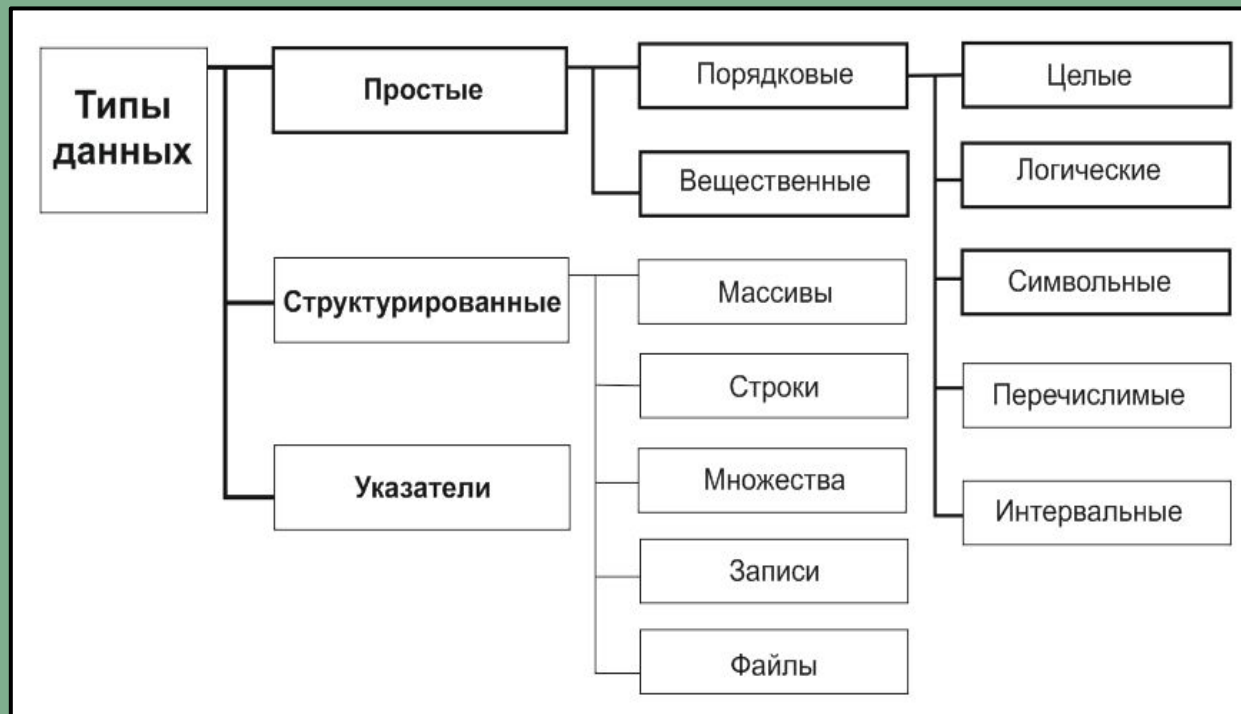 Типы
данных
Простые
Порядковые
Целые
Логические
Вещественные
Символьные
Структурированные
Массивы
Перечислимые
Строки
Указатели
Множества
Интервальные
Записи
Файлы